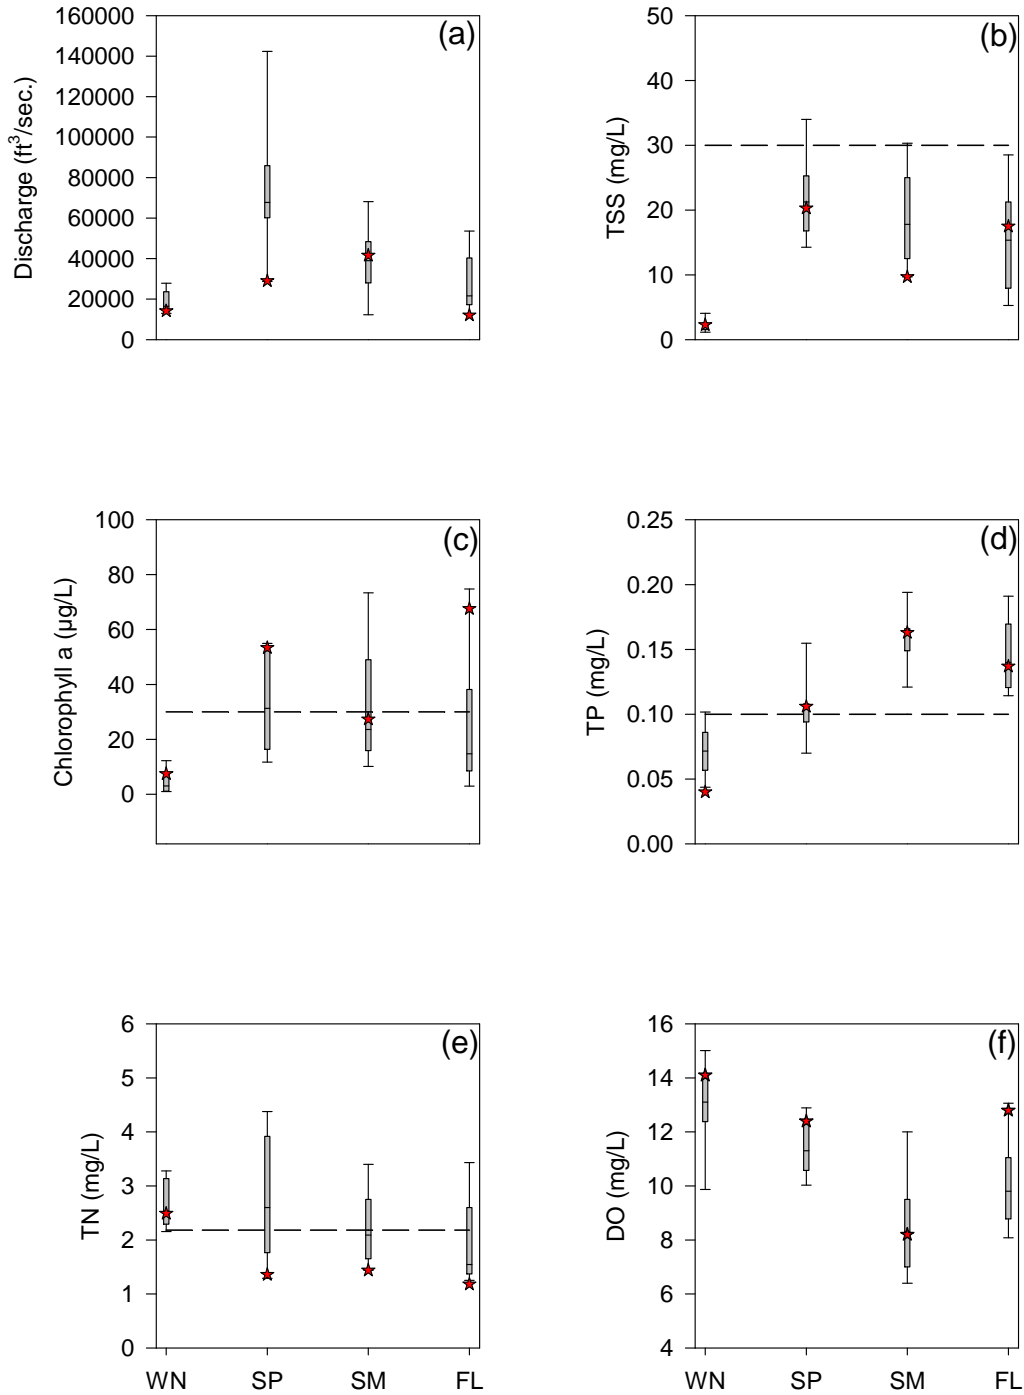 (a)
160000
140000
120000
100000
80000
60000
40000
20000
0
Discharge (ft³/sec.)
(b)
50
40
30
20
10
0
TSS (mg/L)
(c)
100
80
60
40
20
0
Chlorophyll a (µg/L)
(d)
0.25
0.20
0.15
0.10
0.05
0.00
TP (mg/L)
(e)
6
5
4
3
2
1
0
TN (mg/L)
WN SP SM FL
(f)
16
14
12
10
8
6
4
DO (mg/L)
WN SP SM FL